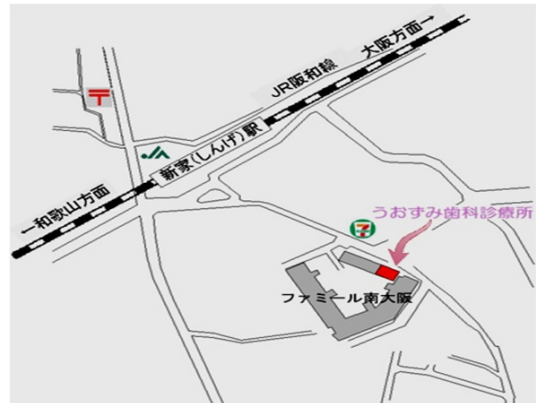 JR阪和線 大阪方面→
〒
新家(しんげ)駅
←和歌山方面
うおずみ歯科診療所
7
ファミール南大阪